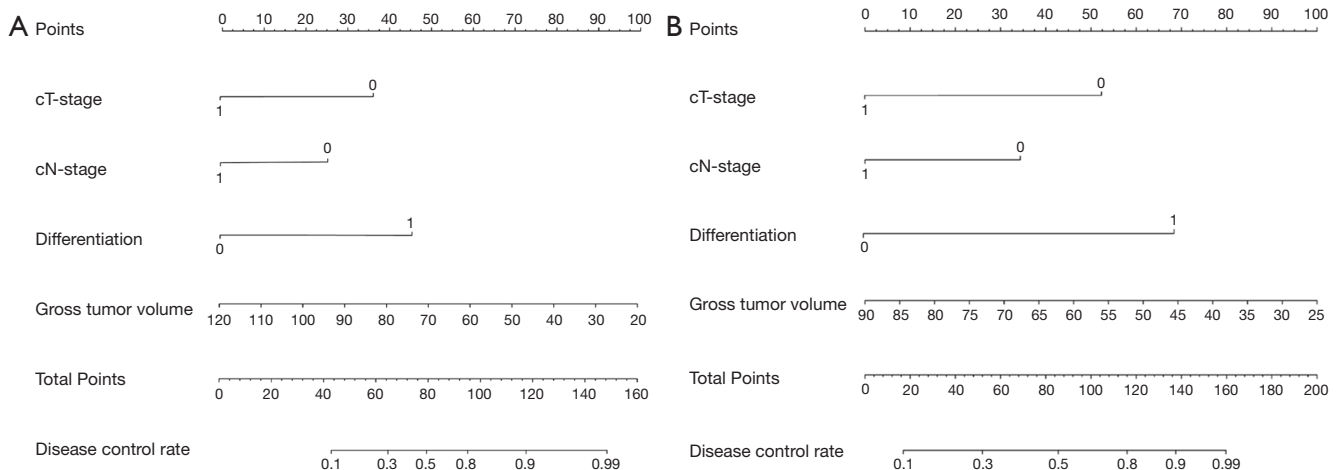 A
Points
0 10 20 30 40 50 60 70 80 90 100
cT-stage
0
1
cN-stage
0
1
Differentiation
1
0
Gross tumor volume
120 110 100 90 80 70 60 50 40 30 20
Total Points
0 20 40 60 80 100 120 140 160
Disease control rate
0.1 0.3 0.5 0.8 0.9 0.99
B
Points
0 10 20 30 40 50 60 70 80 90 100
cT-stage
0
1
cN-stage
0
1
Differentiation
1
0
Gross tumor volume
90 85 80 75 70 65 60 55 50 45 40 35 30 25
Total Points
0 20 40 60 80 100 120 140 160 180 200
Disease control rate
0.1 0.3 0.5 0.8 0.9 0.99